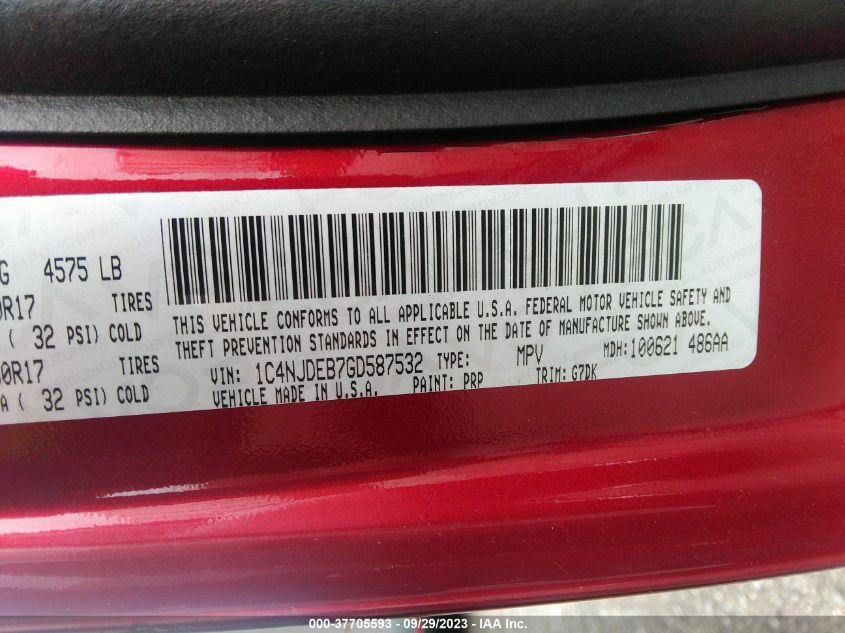 G 4575 LB
0R17 TIRES
( 32 PSI) COLD
0R17 TIRES
A ( 32 PSI) COLD
THIS VEHICLE CONFORMS TO ALL APPLICABLE U.S.A. FEDERAL MOTOR VEHICLE SAFETY AND
THEFT PREVENTION STANDARDS IN EFFECT ON THE DATE OF MANUFACTURE SHOWN ABOVE.
VIN: 1C4NJDEB7GD587532 TYPE: MPV MDH:100621 486AA
VEHICLE MADE IN U.S.A. PAINT: PRP TRIM: G7DK
000-37705593 - 09/29/2023 - IAA Inc.